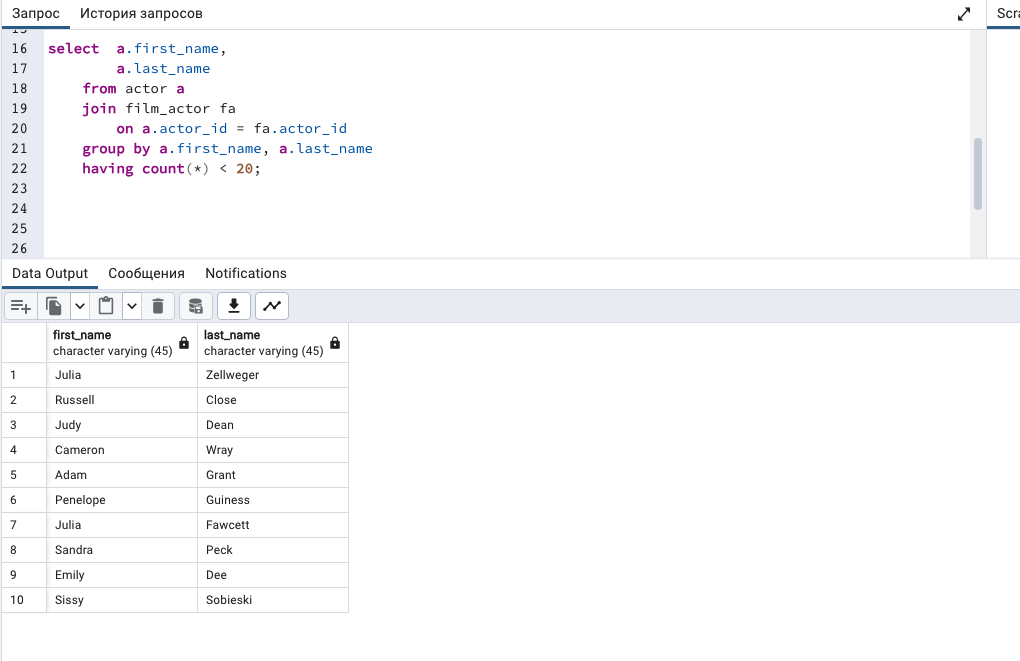 Запрос История запросов
Scra
15
16 select a.first_name,
17 a.last_name
18 from actor a
19 join film_actor fa
20 on a.actor_id = fa.actor_id
21 group by a.first_name, a.last_name
22 having count(*) < 20;
23
24
25
26
Data Output Сообщения Notifications
first_name last_name
character varying (45) character varying (45)
1 Julia Zellweger
2 Russell Close
3 Judy Dean
4 Cameron Wray
5 Adam Grant
6 Penelope Guiness
7 Julia Fawcett
8 Sandra Peck
9 Emily Dee
10 Sissy Sobieski